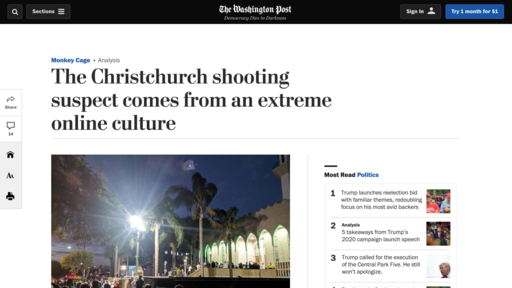 Sections
The Washington Post
Democracy Dies in Darkness
Sign In
Try 1 month for $1
Monkey Cage • Analysis
The Christchurch shooting
suspect comes from an extreme
online culture
Share
14
Most Read Politics
1 Trump launches reelection bid
with familiar themes, redoubling
focus on his most avid backers
2 Analysis
5 takeaways from Trump's
2020 campaign launch speech
3 Trump called for the execution
of the Central Park Five. He still
won't apologize.